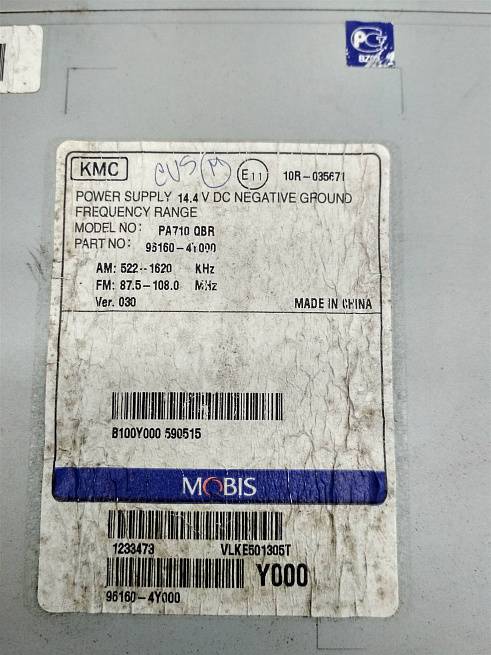 KMC
E11
10R-035671
POWER SUPPLY 14.4 V DC NEGATIVE GROUND
FREQUENCY RANGE
MODEL NO: PA710 QBR
PART NO: 96160-4Y000
AM: 522--1620 KHz
FM: 87.5-108.0 MHz
Ver. 030 MADE IN CHINA
B100Y000 590515
MOBIS
1233473 VLKE501305T
Y000
96160-4Y000